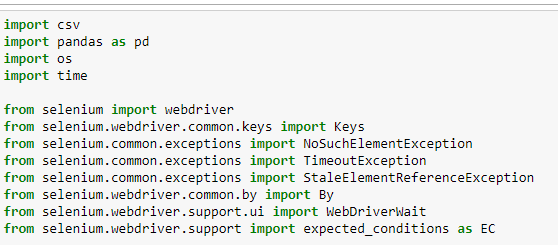 import csv
import pandas as pd
import os
import time
from selenium import webdriver
from selenium.webdriver.common.keys import Keys
from selenium.common.exceptions import NoSuchElementException
from selenium.common.exceptions import TimeoutException
from selenium.common.exceptions import StaleElementReferenceException
from selenium.webdriver.common.by import By
from selenium.webdriver.support.ui import WebDriverWait
from selenium.webdriver.support import expected_conditions as EC